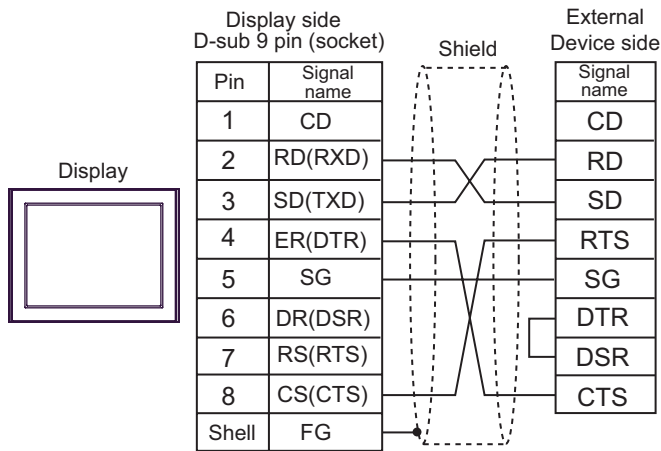 Display side
D-sub 9 pin (socket)
Shield
External
Device side
Display
Pin Signal name
Signal name
1 CD CD
2 RD(RXD) RD
3 SD(TXD) SD
4 ER(DTR) RTS
5 SG SG
6 DR(DSR) DTR
7 RS(RTS) DSR
8 CS(CTS) CTS
Shell FG